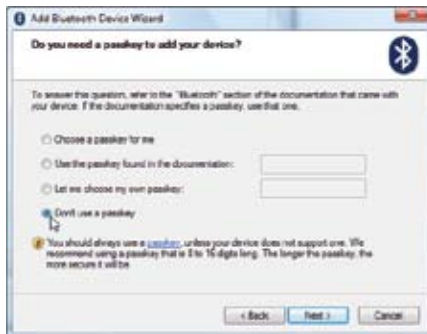 Add Bluetooth Device Wizard
Do you need a passkey to add your device?
To answer this question, refer to the "Bluetooth" section of the documentation that came with
your device. If the documentation specifies a passkey, use that one.
Choose a passkey for me
Use the passkey found in the documentation:
Let me choose my own passkey:
Don't use a passkey
You should always use a passkey, unless your device does not support one. We
recommend using a passkey that is 8 to 16 digits long. The longer the passkey, the
more secure it will be.
< Back
Next >
Cancel